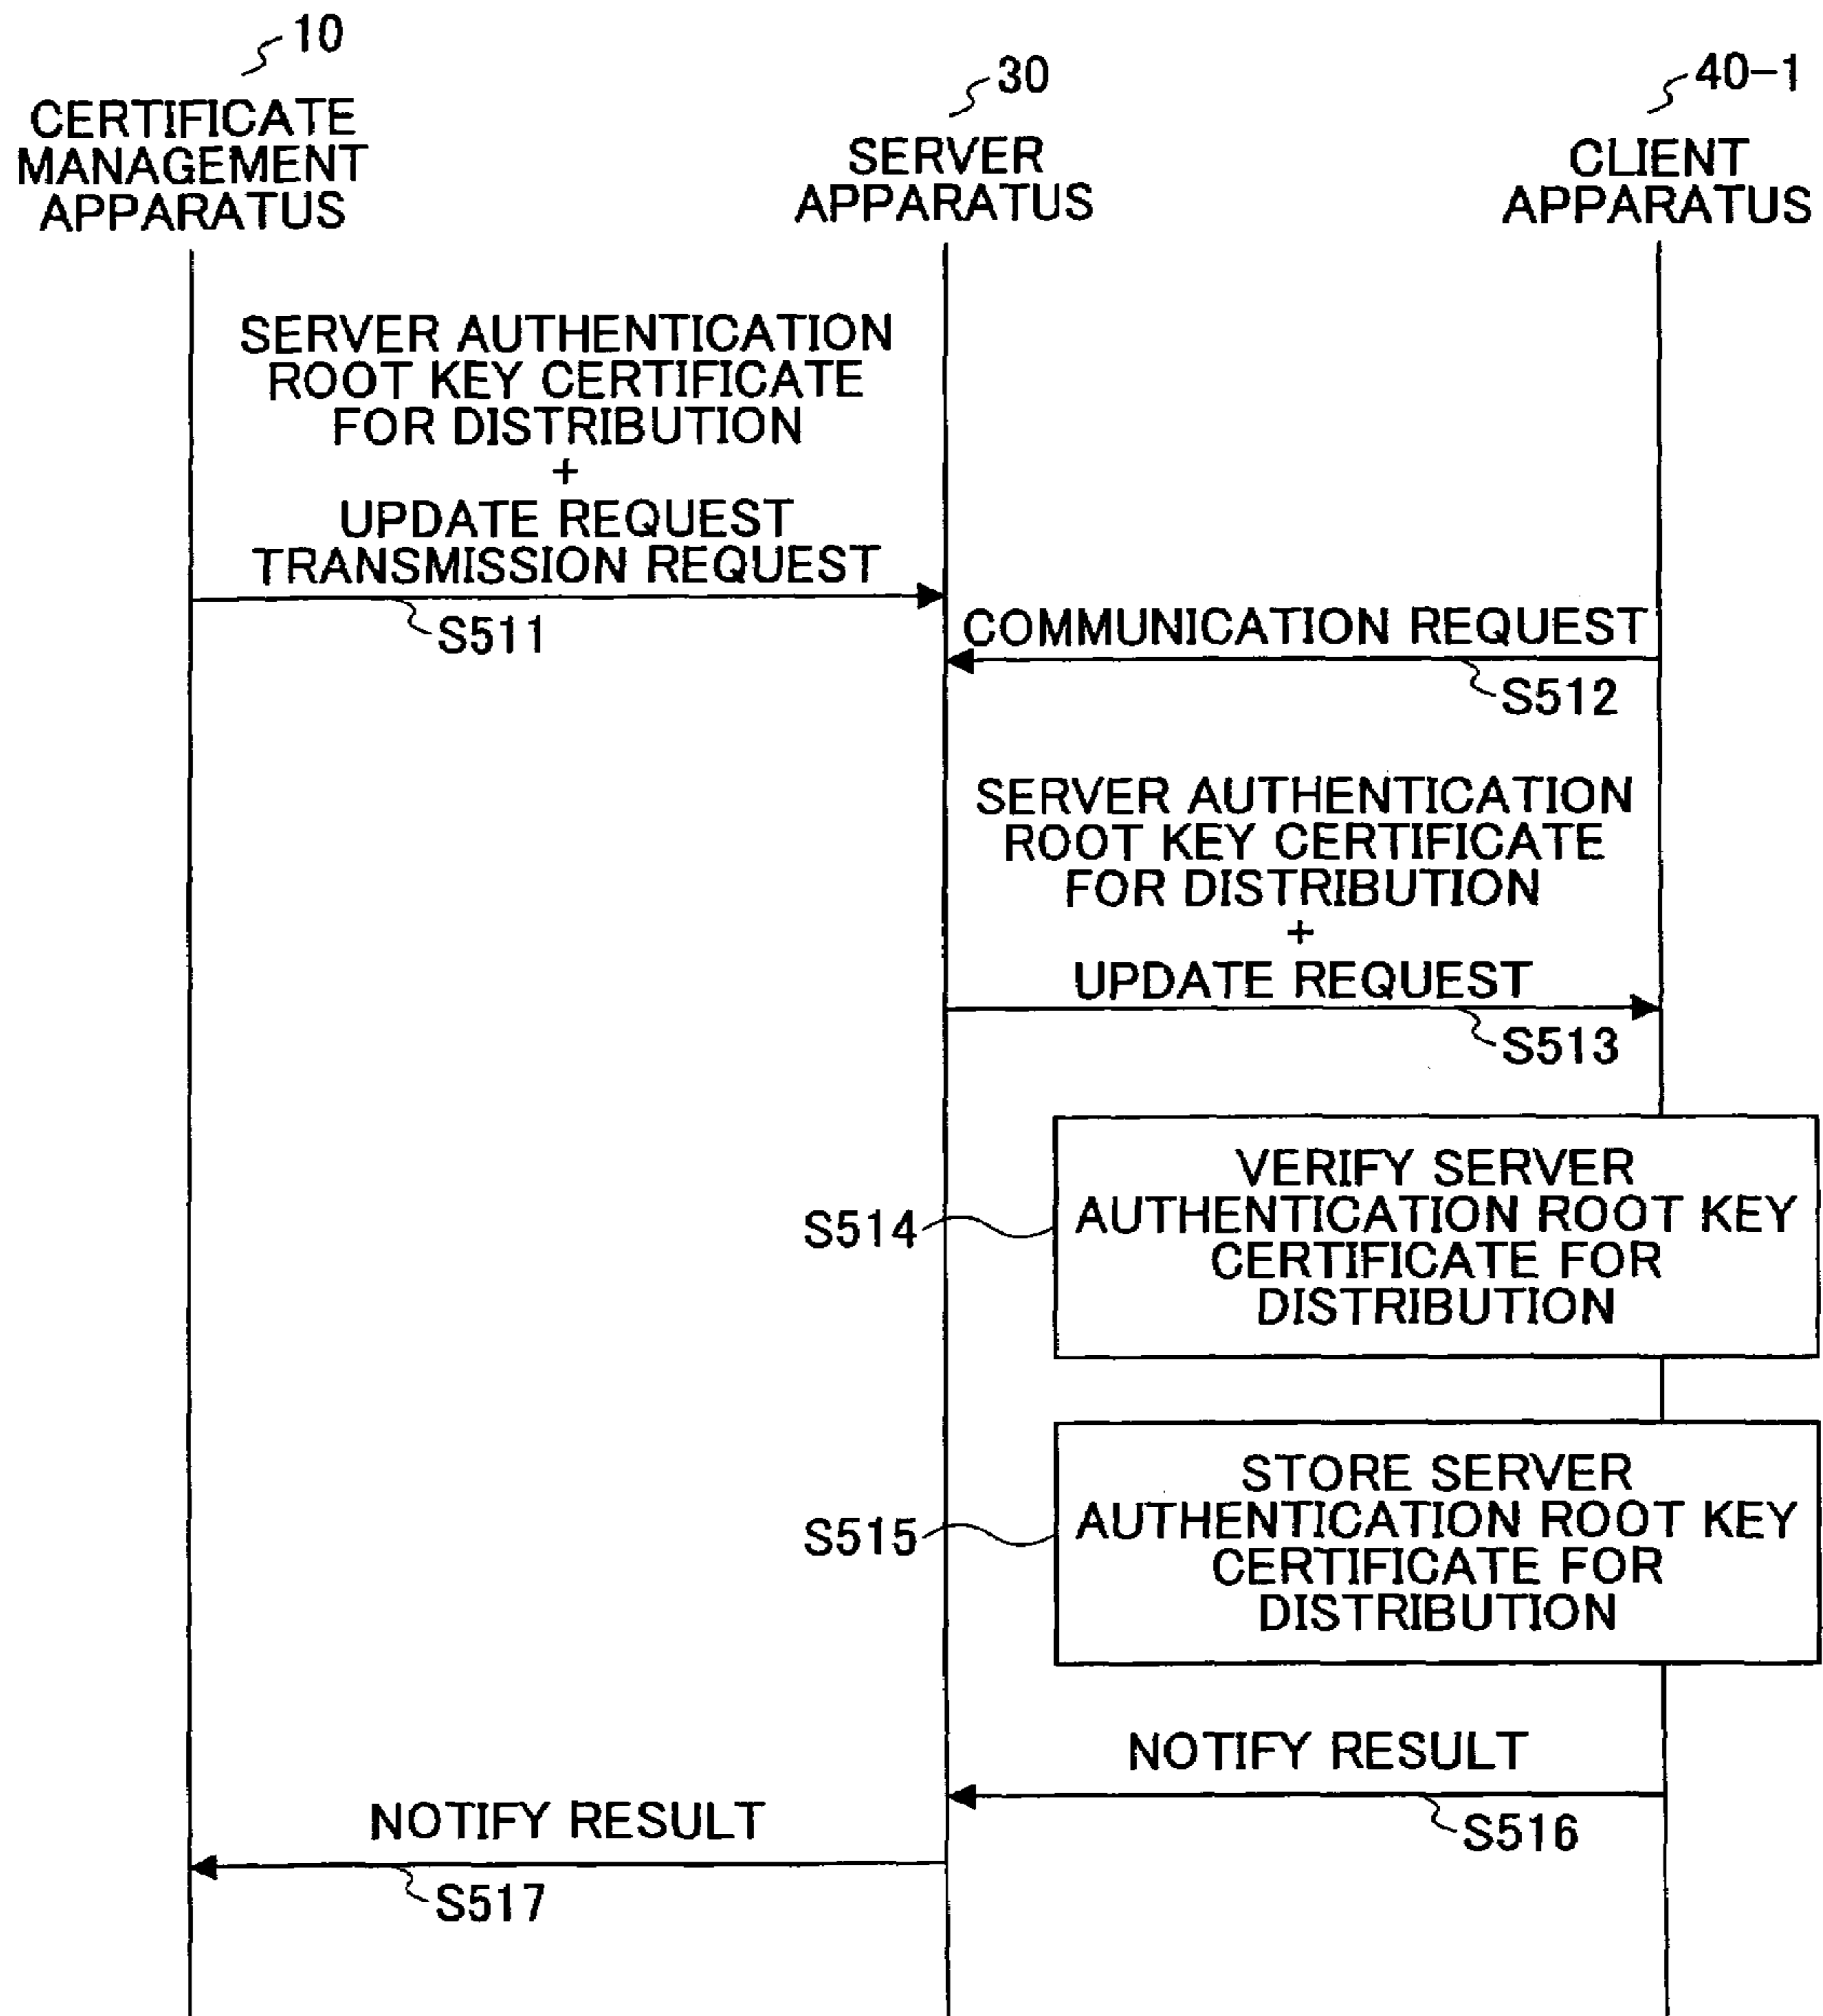 10
CERTIFICATE
MANAGEMENT
APPARATUS
30
SERVER
APPARATUS
40-1
CLIENT
APPARATUS
SERVER AUTHENTICATION
ROOT KEY CERTIFICATE
FOR DISTRIBUTION
+
UPDATE REQUEST
TRANSMISSION REQUEST
S511
COMMUNICATION REQUEST
S512
SERVER AUTHENTICATION
ROOT KEY CERTIFICATE
FOR DISTRIBUTION
+
UPDATE REQUEST
S513
S514
VERIFY SERVER
AUTHENTICATION ROOT KEY
CERTIFICATE FOR
DISTRIBUTION
S515
STORE SERVER
AUTHENTICATION ROOT KEY
CERTIFICATE FOR
DISTRIBUTION
NOTIFY RESULT
S516
NOTIFY RESULT
S517